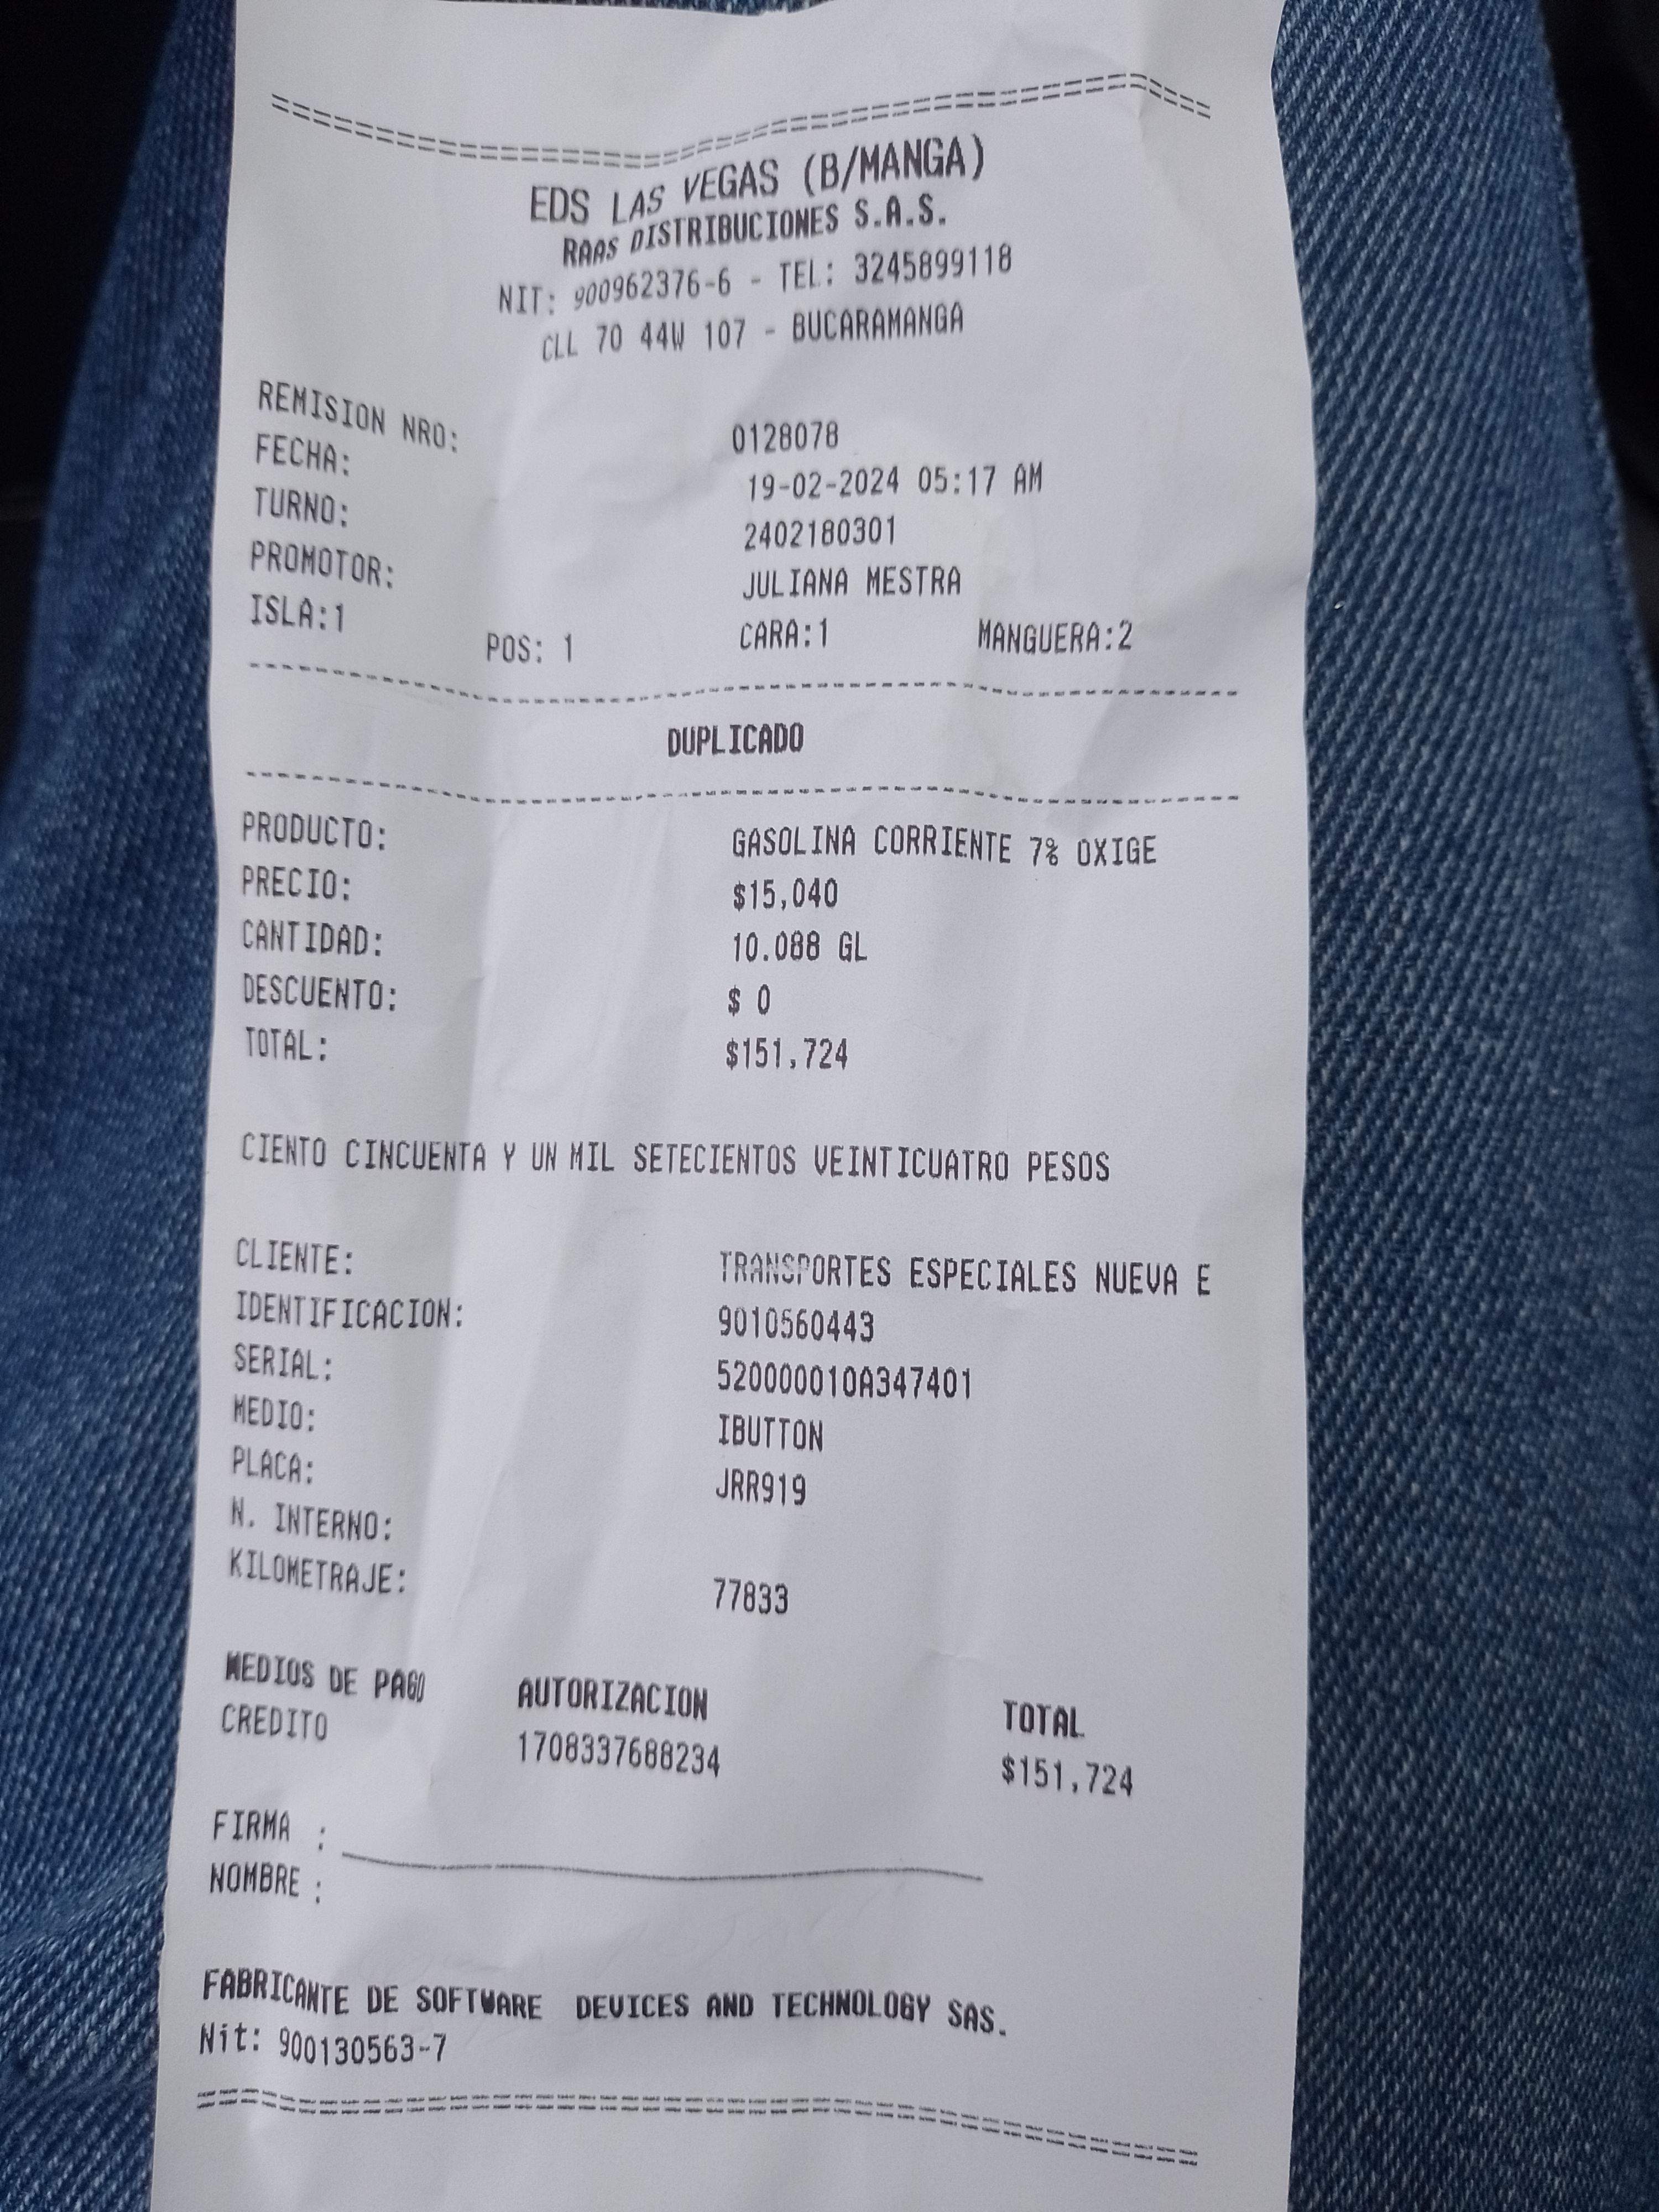 EDS LAS VEGAS (B/MANGA)
RAAS DISTRIBUCIONES S.A.S.
NIT: 900962376-6 - TEL: 3245899118
CLL 70 44W 107 - BUCARAMANGA
REMISION NRO: 0128078
FECHA: 19-02-2024 05:17 AM
TURNO: 2402180301
PROMOTOR: JULIANA MESTRA
ISLA:1 POS: 1 CARA:1 MANGUERA:2
DUPLICADO
PRODUCTO: GASOLINA CORRIENTE 7% OXIGE
PRECIO: $15,040
CANTIDAD: 10.088 GL
DESCUENTO: $ 0
TOTAL: $151,724
CIENTO CINCUENTA Y UN MIL SETECIENTOS VEINTICUATRO PESOS
CLIENTE: TRANSPORTES ESPECIALES NUEVA E
IDENTIFICACION: 9010560443
SERIAL: 520000010A347401
MEDIO: IBUTTON
PLACA: JRR919
N. INTERNO:
KILOMETRAJE: 77833
MEDIOS DE PAGO AUTORIZACION TOTAL
CREDITO 1708337688234 $151,724
FIRMA :
NOMBRE :
FABRICANTE DE SOFTWARE DEVICES AND TECHNOLOGY SAS.
Nit: 900130563-7